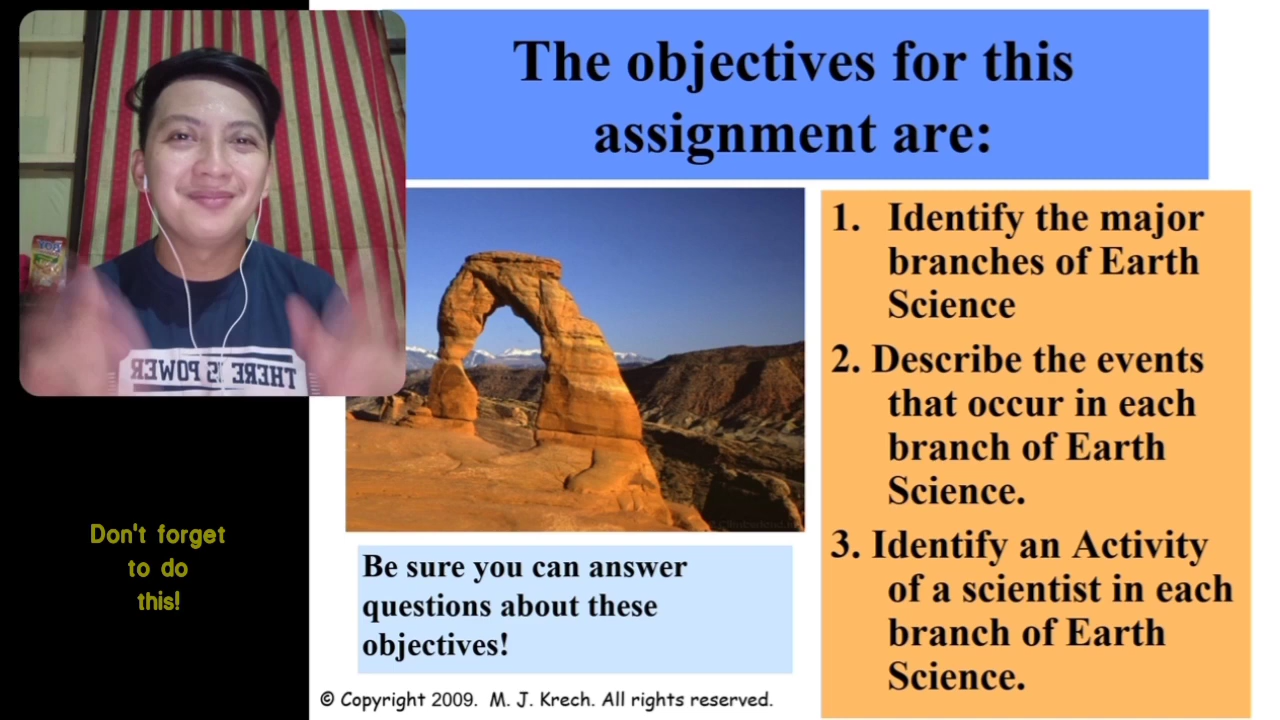 The objectives for this
assignment are:
THERE IS POWER
1. Identify the major
branches of Earth
Science
2. Describe the events
that occur in each
branch of Earth
Science.
3. Identify an Activity
of a scientist in each
branch of Earth
Science.
Don't forget
to do
this!
Be sure you can answer
questions about these
objectives!
© Copyright 2009. M. J. Krech. All rights reserved.